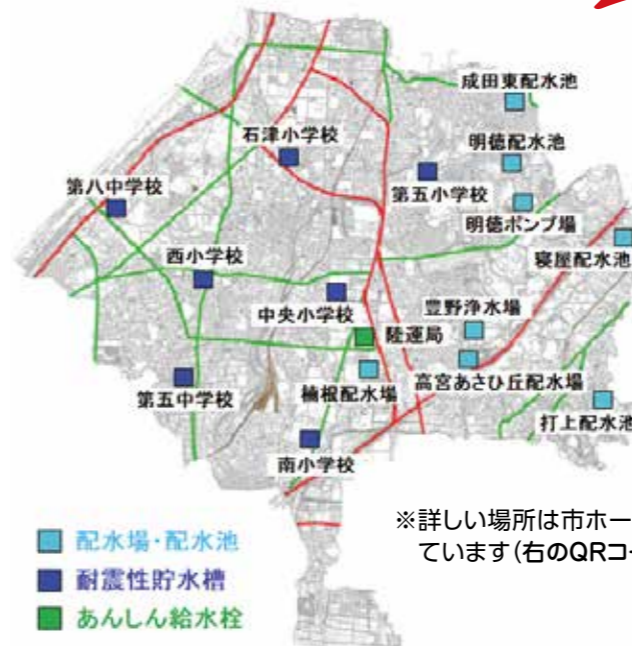 成田東配水池
石津小学校
明徳配水池
第八中学校
第五小学校
明徳ポンプ場
西小学校
寝屋配水池
中央小学校
豊野浄水場
陸運局
第五中学校
楠根配水場
高宮あさひ丘配水場
打上配水池
南小学校
※詳しい場所は市ホー
ています(右のQRコー
配水場・配水池
耐震性貯水槽
あんしん給水栓